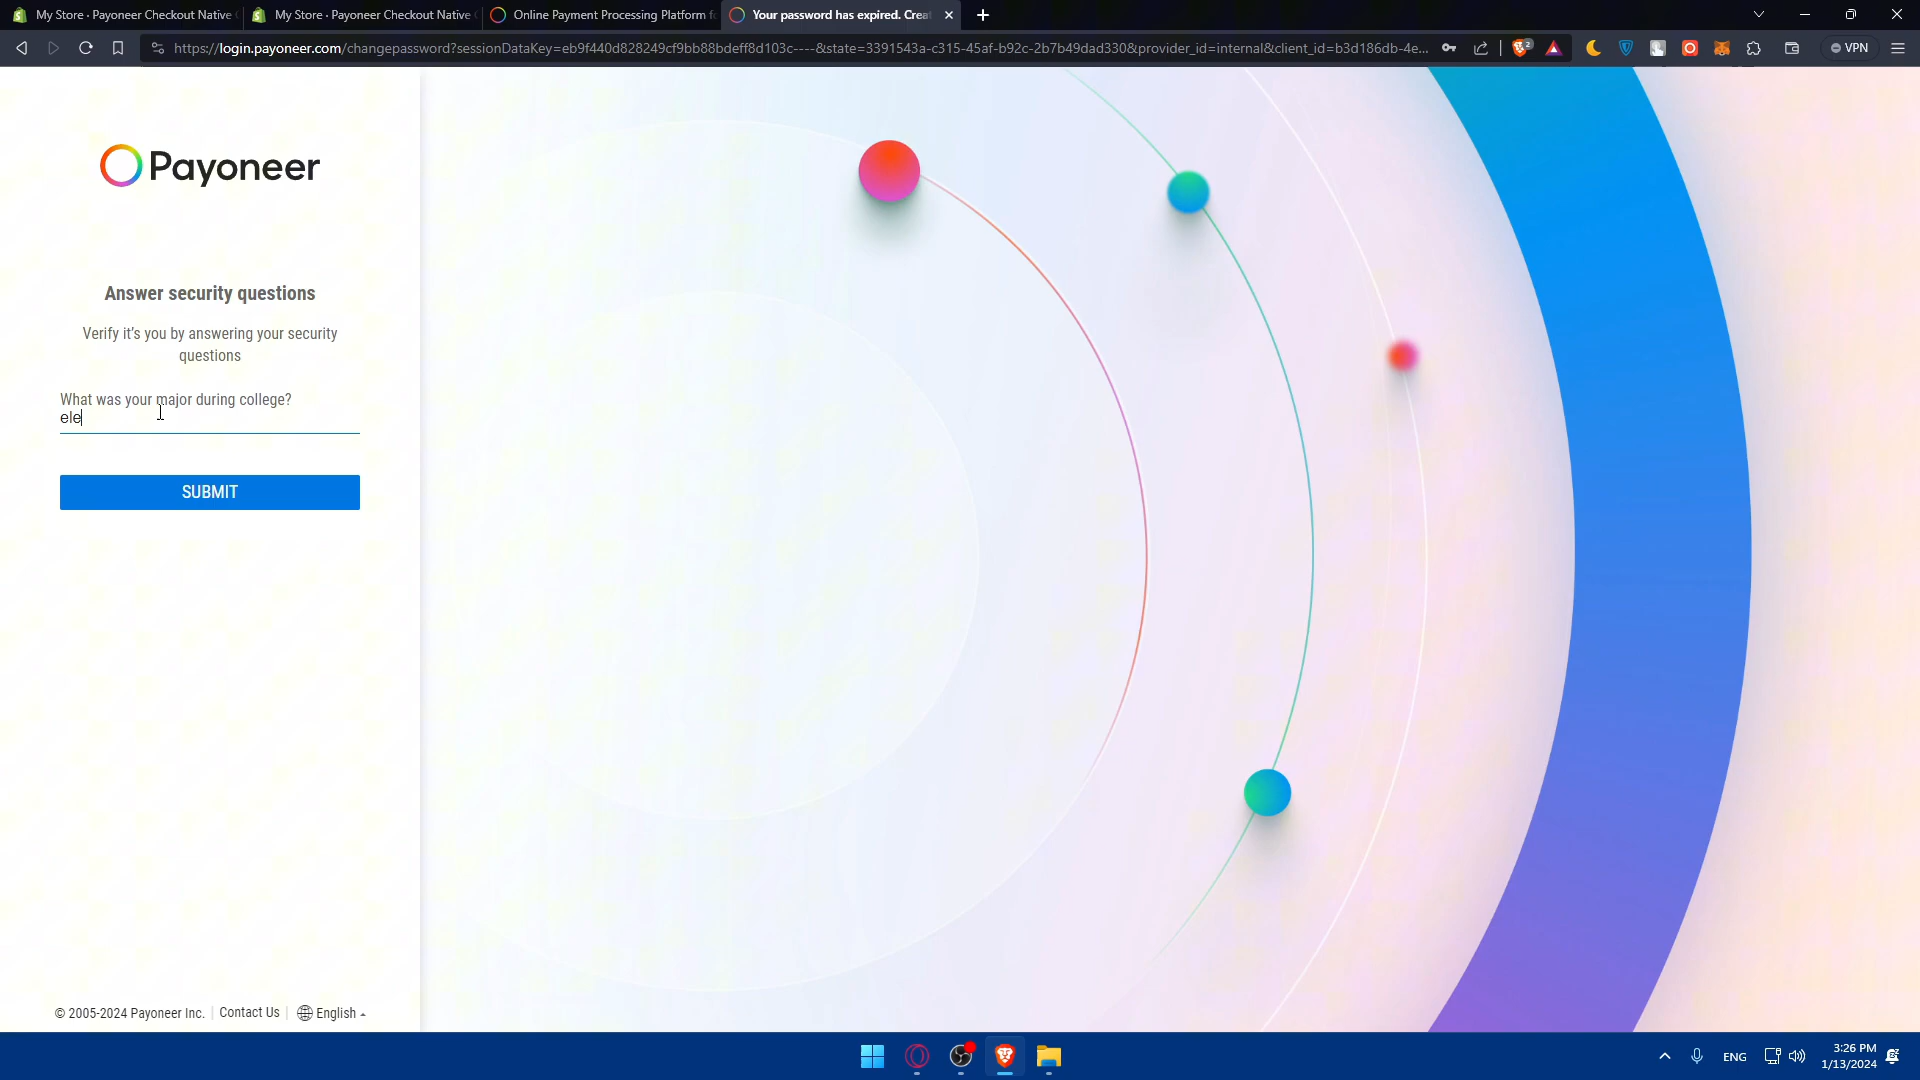 My Store · Payoneer Checkout Native
My Store · Payoneer Checkout Native
Online Payment Processing Platform f
Your password has expired. Crea
https://login.payoneer.com/changepassword?sessionDataKey=eb9f440d828249cf9bb88bdeff8d103c----&state=3391543a-c315-45af-b92c-2b7b49dad330&provider_id=internal&client_id=b3d186db-4e...
2
VPN
Payoneer
Answer security questions
Verify it's you by answering your security
questions
What was your major during college?
ele
SUBMIT
© 2005-2024 Payoneer Inc.
Contact Us
English
ENG
3:26 PM
1/13/2024